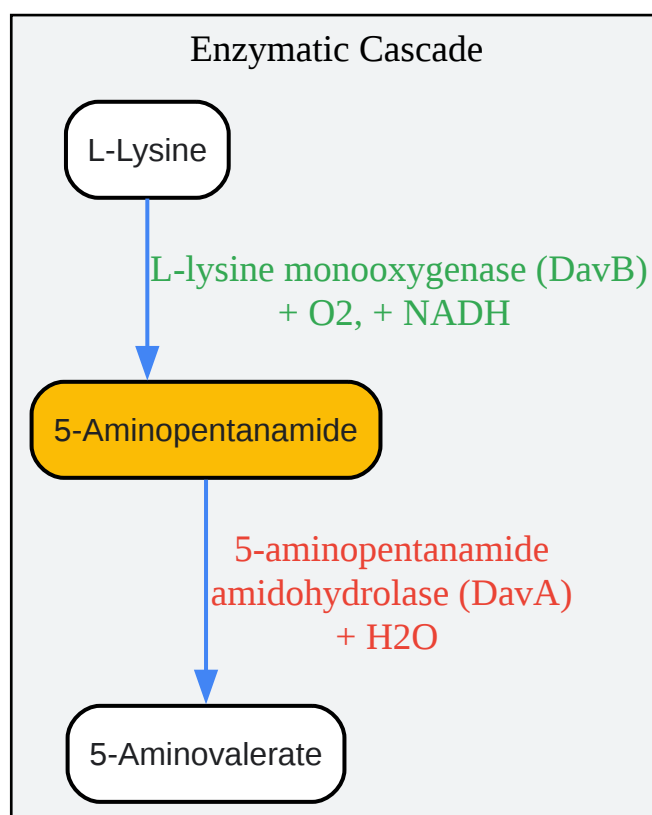 Enzymatic Cascade
L-Lysine
L-lysine monooxygenase (DavB)
+ O2, + NADH
5-Aminopentanamide
5-aminopentanamide
amidohydrolase (DavA)
+ H2O
5-Aminovalerate